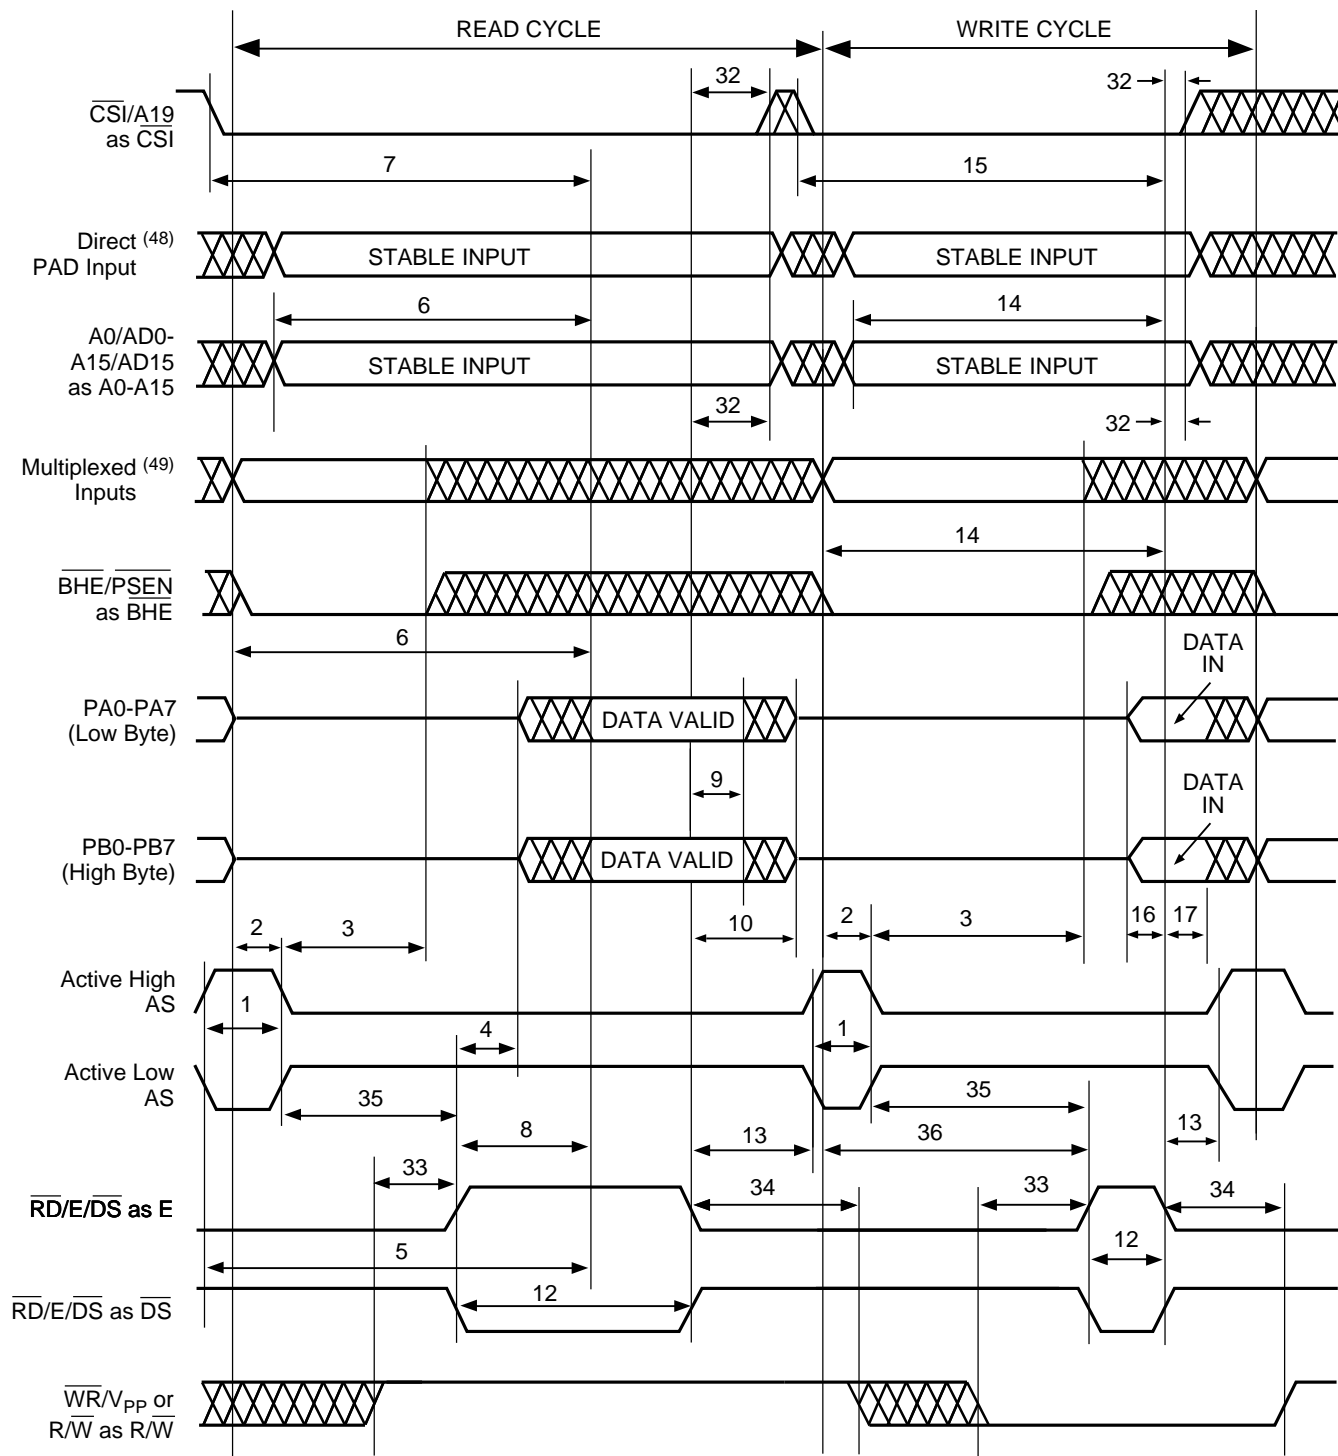 READ CYCLE WRITE CYCLE
32 32
CSI/A19
as CSI
7 15
Direct (48)
PAD Input
STABLE INPUT STABLE INPUT
6 14
A0/AD0-
A15/AD15
as A0-A15
STABLE INPUT STABLE INPUT
32 32
Multiplexed (49)
Inputs
14
BHE/PSEN
as BHE
6
DATA
IN
PA0-PA7
(Low Byte)
DATA VALID
9
DATA
IN
PB0-PB7
(High Byte)
DATA VALID
2 3 10 2 3 16 17
Active High
AS
1 4 1
Active Low
AS
35 35
8 13 36 13
33 34 33 34
RD/E/DS as E
5 12
12
RD/E/DS as DS
WR/VPP or
R/W as R/W